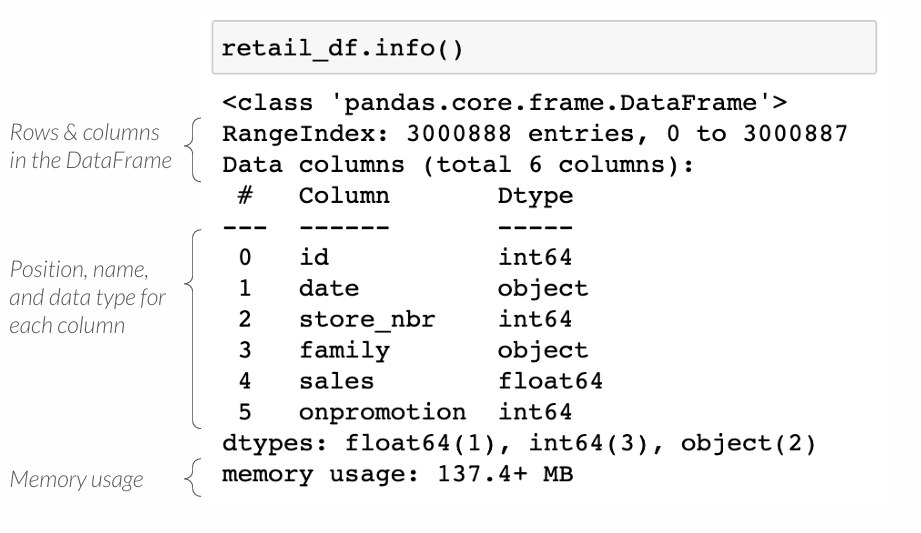 retail_df.info()
<class 'pandas.core.frame.DataFrame'>
Rows & columns
in the DataFrame
RangeIndex: 3000888 entries, 0 to 3000887
Data columns (total 6 columns):
# Column Dtype
--- ------ -----
Position, name,
and data type for
each column
0 id int64
1 date object
2 store_nbr int64
3 family object
4 sales float64
5 onpromotion int64
dtypes: float64(1), int64(3), object(2)
Memory usage
memory usage: 137.4+ MB